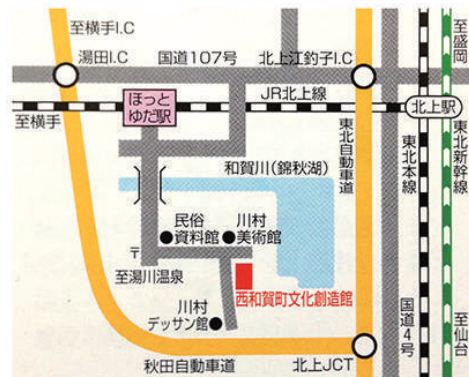 至横手I.C
湯田I.C
国道107号
北上江釣子I.C
至盛岡
ほっと
ゆだ駅
JR北上線
北上駅
至横手
東北自動車道
東北本線
東北新幹線
和賀川(錦秋湖)
民俗
資料館
川村
美術館
〒
至湯川温泉
西和賀町文化創造館
川村
デッサン館
国道4号
至仙台
秋田自動車道
北上JCT